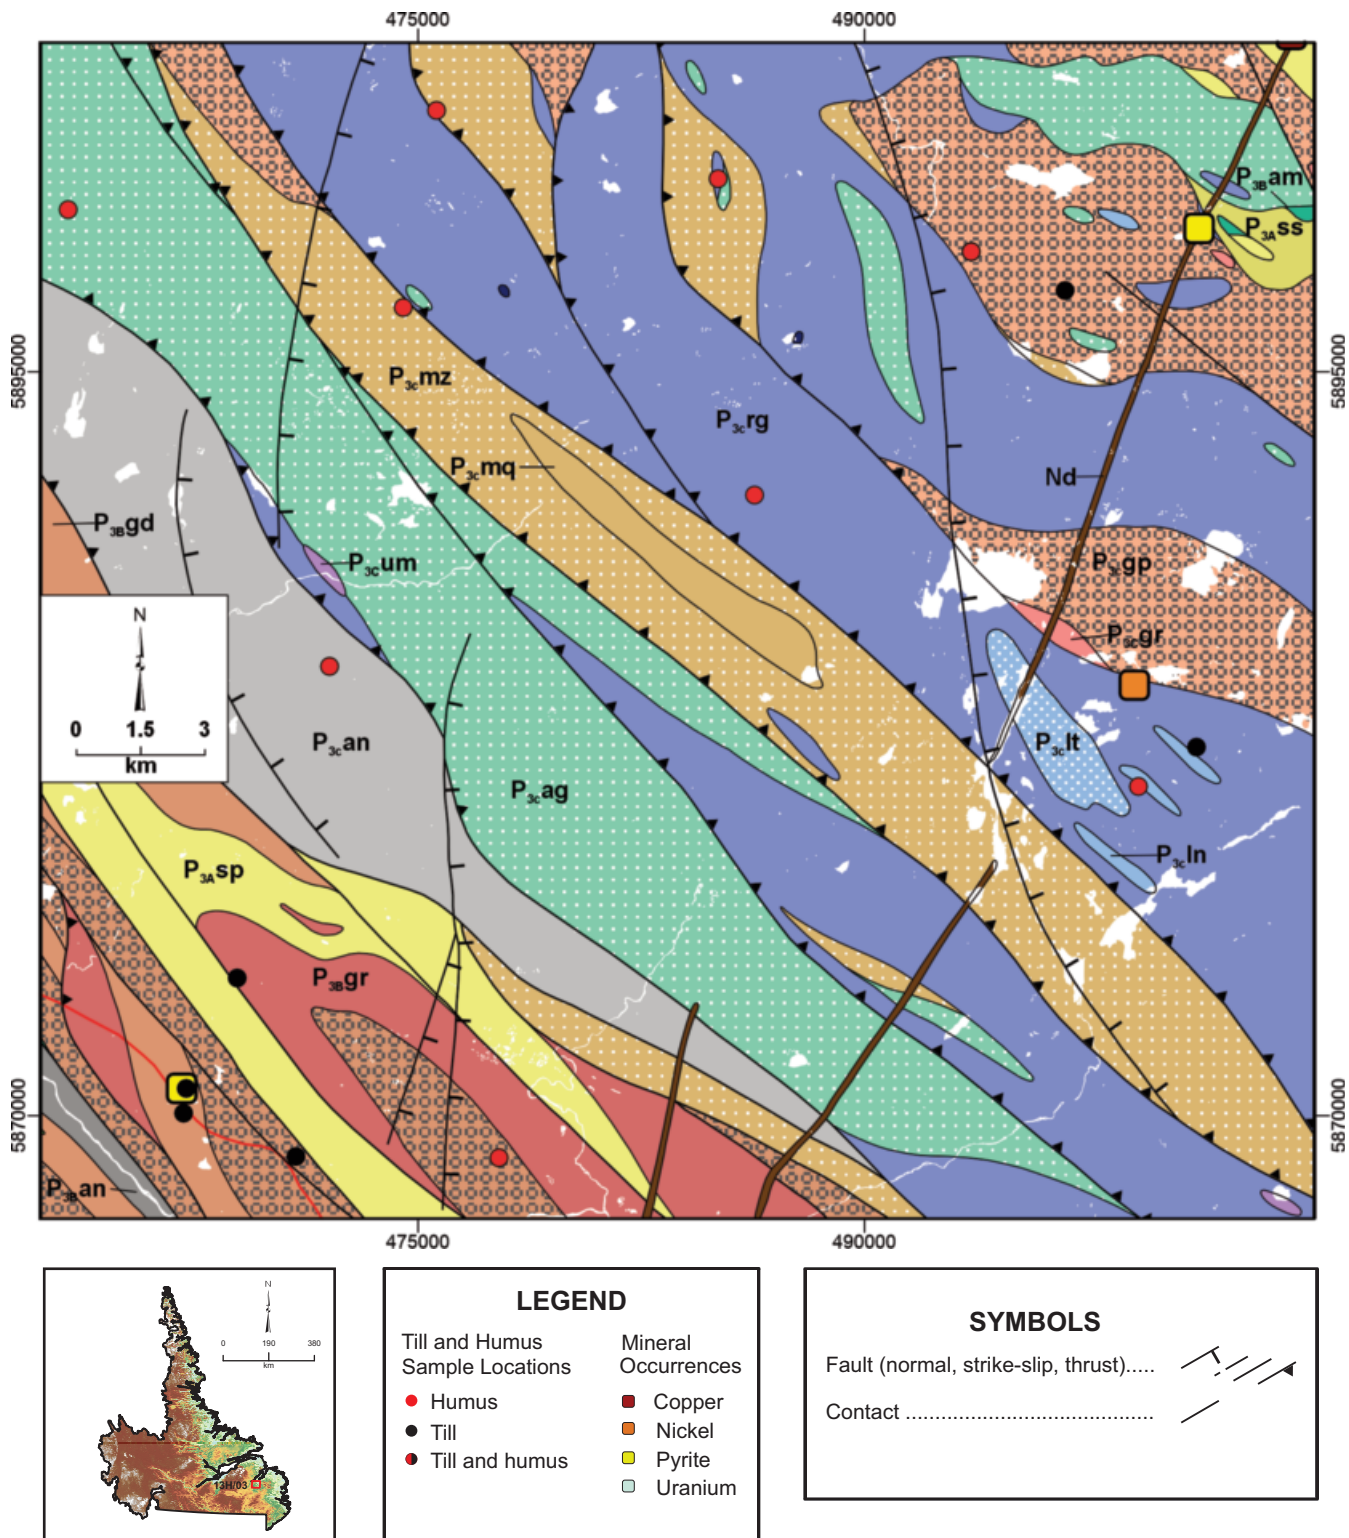 475000
490000
P3Bam
P3Ass
5895000
5895000
P3cmz
P3crg
P3cmq
Nd
P3Bgd
P3Cum
P3cgp
N
P3cgr
0 1.5 3
km
P3can
P3clt
P3cag
P3cln
P3Asp
P3Bgr
5870000
5870000
P3Ban
475000
490000
N
0 190 380
km
13H/03
LEGEND
Till and Humus
Sample Locations
Humus
Till
Till and humus
Mineral
Occurrences
Copper
Nickel
Pyrite
Uranium
SYMBOLS
Fault (normal, strike-slip, thrust).....
Contact ..........................................